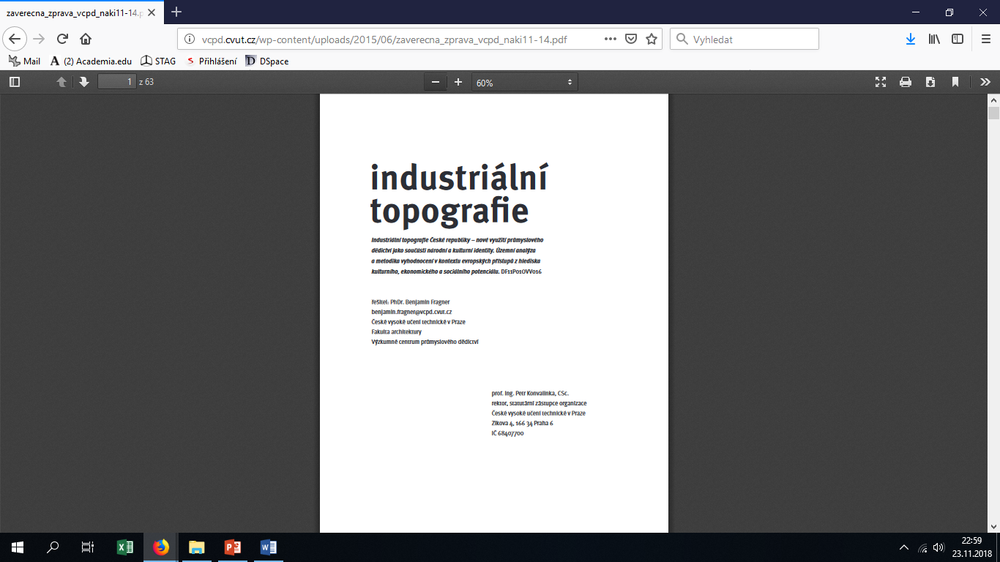 zaverecna_zprava_vcpd_naki11-14.p
vcpd.cvut.cz/wp-content/uploads/2015/06/zaverecna_zprava_vcpd_naki11-14.pdf
Vyhledat
Mail
(2) Academia.edu
STAG
Přihlášení
DSpace
1 z 63
60%
industriální
topografie
Industriální topografie České republiky – nové využití průmyslového
dědictví jako součásti národní a kulturní identity. Územní analýza
a metodika vyhodnocení v kontextu evropských přístupů z hlediska
kulturního, ekonomického a sociálního potenciálu. DF11P01OVV016
řešitel: PhDr. Benjamin Fragner
benjamin.fragner@vcpd.cvut.cz
České vysoké učení technické v Praze
Fakulta architektury
Výzkumné centrum průmyslového dědictví
prof. Ing. Petr Konvalinka, CSc.
rektor, statutární zástupce organizace
České vysoké učení technické v Praze
Zikova 4, 166 34 Praha 6
IČ 68407700
22:59
23.11.2018